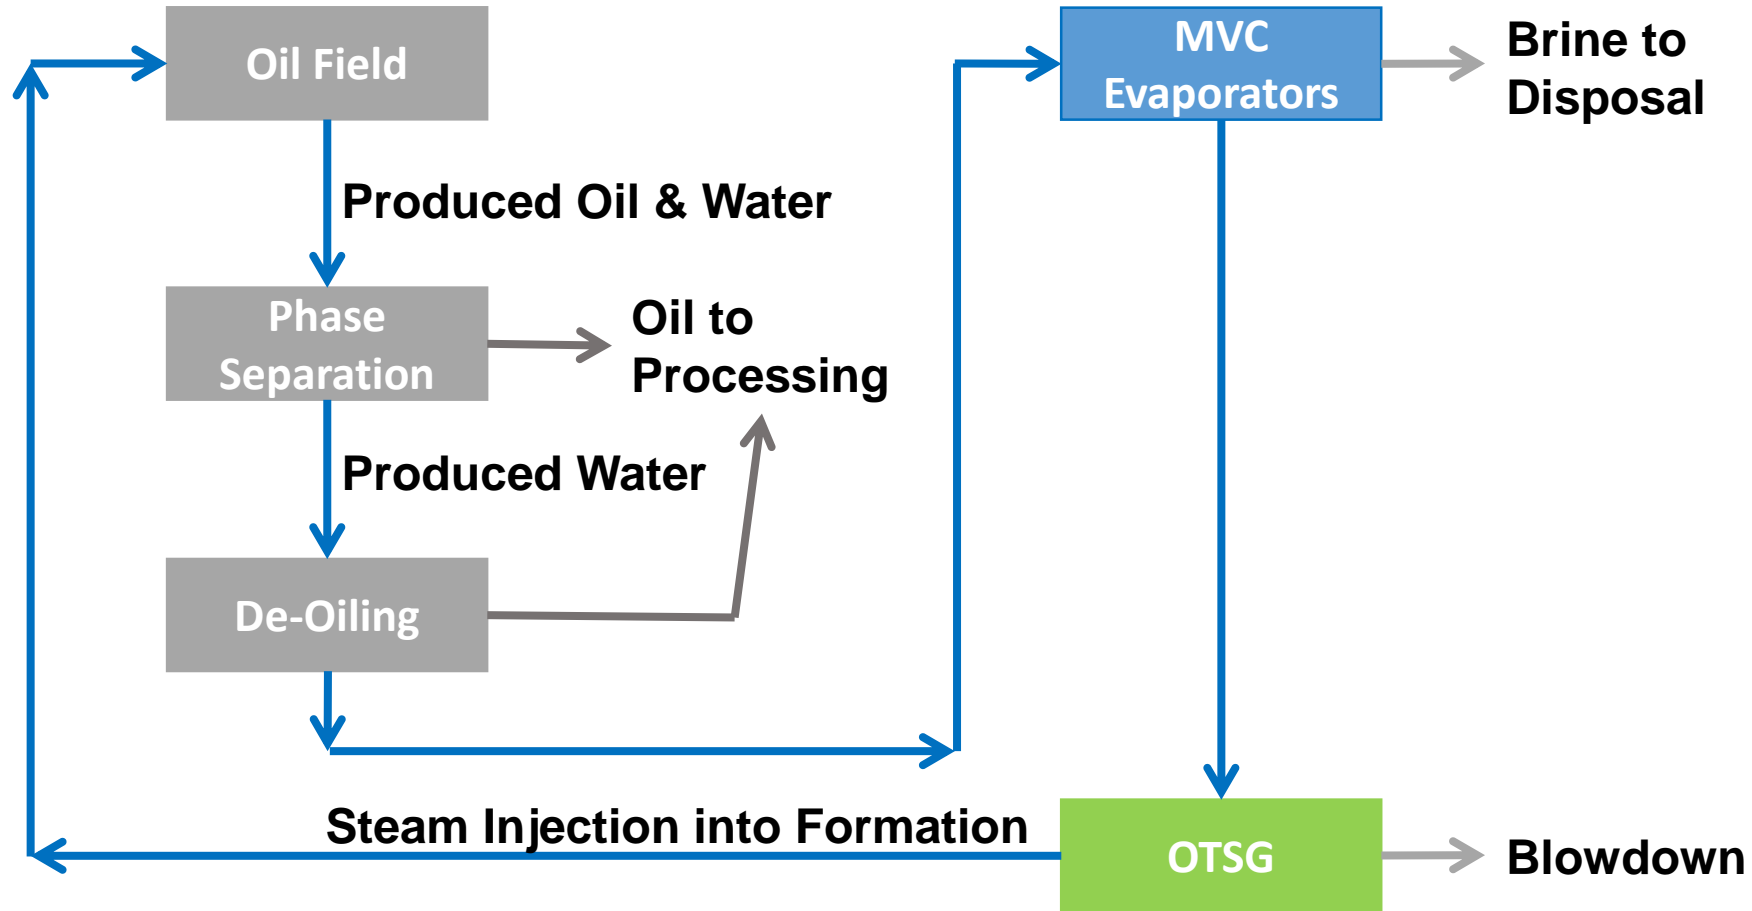 Oil Field
MVC
Evaporators
Brine to
Disposal
Produced Oil & Water
Phase
Separation
Oil to
Processing
Produced Water
De-Oiling
Steam Injection into Formation
OTSG
Blowdown